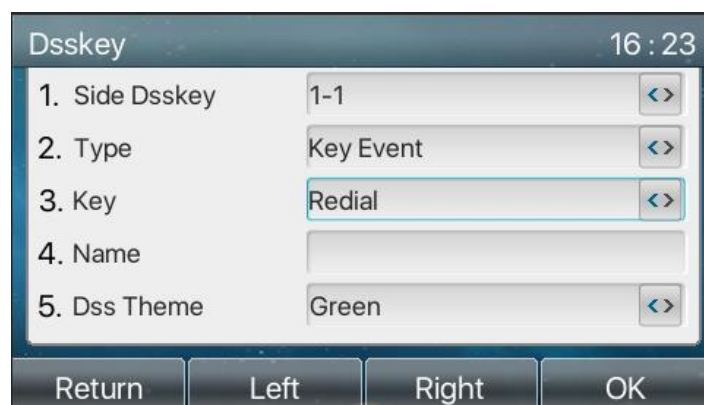 Dsskey 16 : 23
1. Side Dsskey 1-1 <>
2. Type Key Event <>
3. Key Redial <>
4. Name
5. Dss Theme Green <>
Return Left Right OK